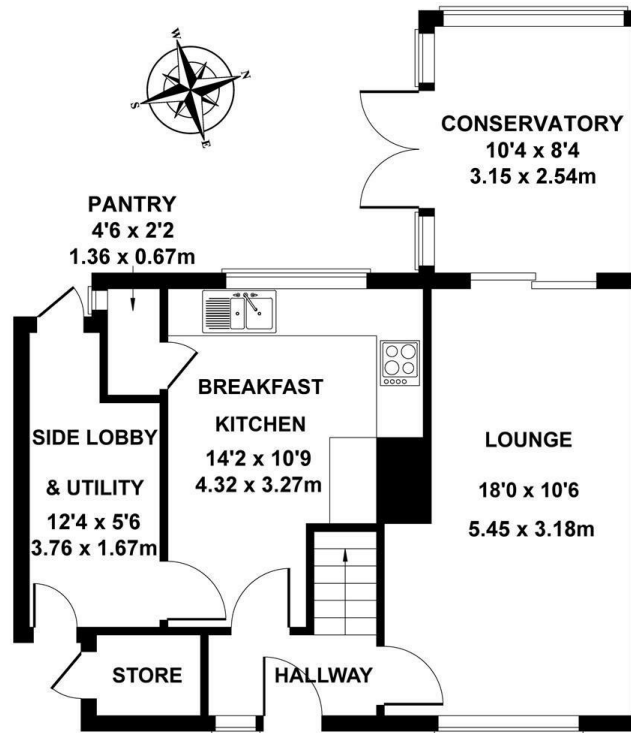 W
N
S
E
CONSERVATORY
10'4 x 8'4
3.15 x 2.54m
PANTRY
4'6 x 2'2
1.36 x 0.67m
BREAKFAST
KITCHEN
14'2 x 10'9
4.32 x 3.27m
SIDE LOBBY
& UTILITY
12'4 x 5'6
3.76 x 1.67m
LOUNGE
18'0 x 10'6
5.45 x 3.18m
STORE
HALLWAY